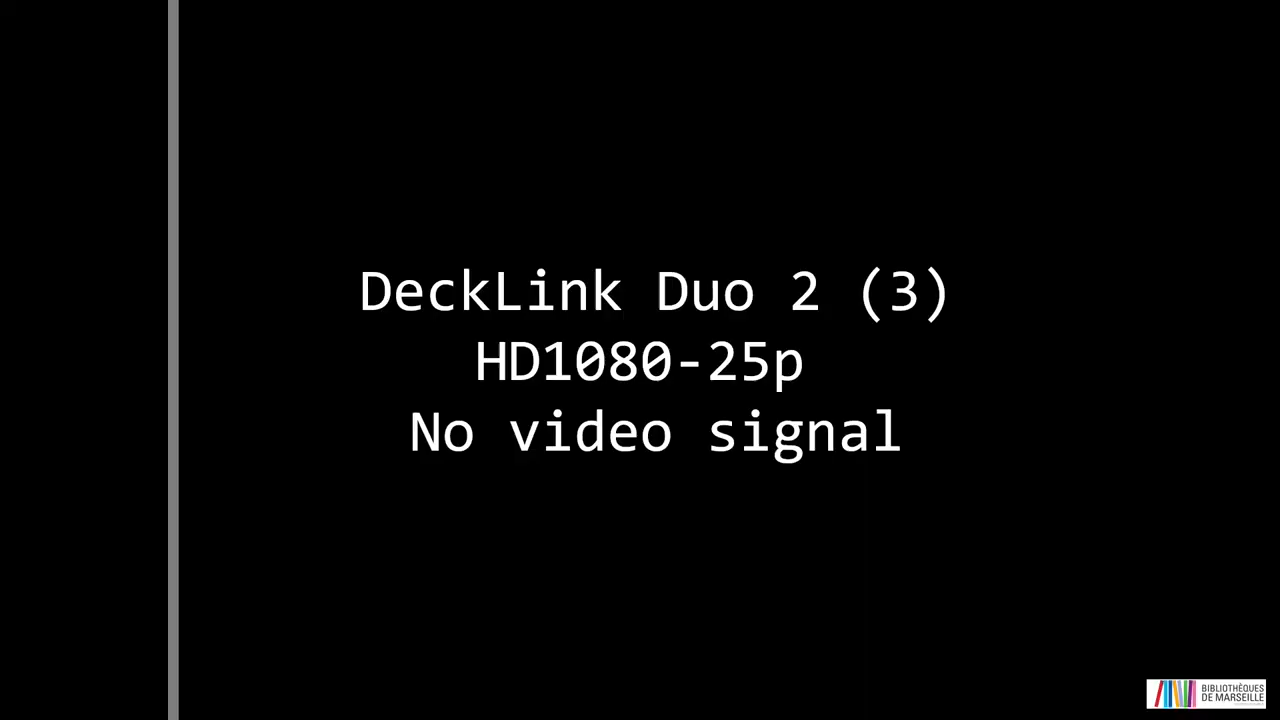 DeckLink Duo 2 (3)
HD1080-25p
No video signal
BIBLIOTHÈQUES
DE MARSEILLE